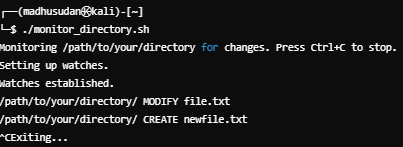 ┌──(madhusudan㉿kali)-[~]
└─$ ./monitor_directory.sh
Monitoring /path/to/your/directory for changes. Press Ctrl+C to stop.
Setting up watches.
Watches established.
/path/to/your/directory/ MODIFY file.txt
/path/to/your/directory/ CREATE newfile.txt
^CExiting...